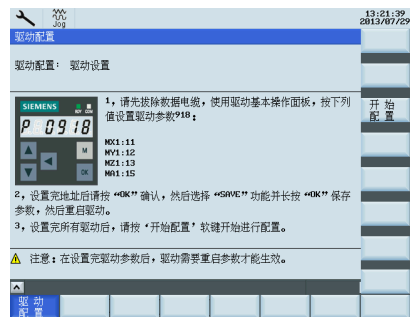 Jog
13:21:39
2013/07/29
驱动配置
驱动配置： 驱动设置
SIEMENS
RDY COM
P 0918
M
OK
1，请先拔除数据电缆，使用驱动基本操作面板，按下列
值设置驱动参数918：
MX1:11
MY1:12
MZ1:13
MA1:15
2，设置完地址后请按 “OK” 确认，然后选择 “SAVE” 功能并长按 “OK” 保存
参数，然后重启驱动。
3，设置完所有驱动后，请按‘开始配置’软键开始进行配置。
注意：在设置完驱动参数后，驱动需要重启参数才能生效。
开 始
配 置
驱 动
配 置